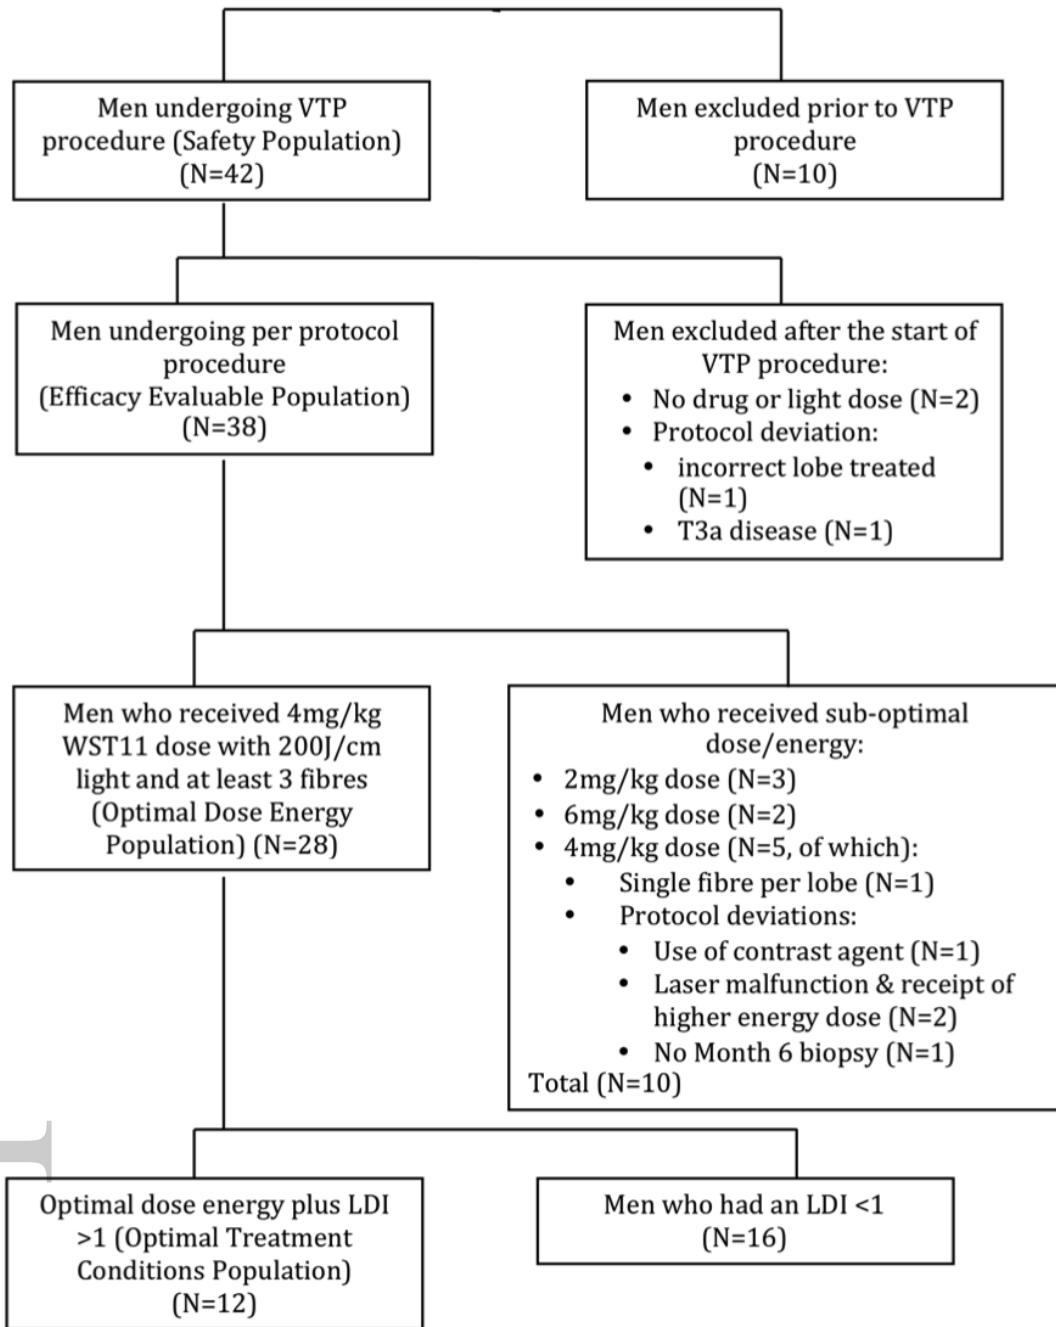 Men undergoing VTP
procedure (Safety Population)
(N=42)
Men excluded prior to VTP
procedure
(N=10)
Men undergoing per protocol
procedure
(Efficacy Evaluable Population)
(N=38)
Men excluded after the start of
VTP procedure:
• No drug or light dose (N=2)
• Protocol deviation:
• incorrect lobe treated
(N=1)
• T3a disease (N=1)
Men who received 4mg/kg
WST11 dose with 200J/cm
light and at least 3 fibres
(Optimal Dose Energy
Population) (N=28)
Men who received sub-optimal
dose/energy:
• 2mg/kg dose (N=3)
• 6mg/kg dose (N=2)
• 4mg/kg dose (N=5, of which):
• Single fibre per lobe (N=1)
• Protocol deviations:
• Use of contrast agent (N=1)
• Laser malfunction & receipt of
higher energy dose (N=2)
• No Month 6 biopsy (N=1)
Total (N=10)
Optimal dose energy plus LDI
>1 (Optimal Treatment
Conditions Population)
(N=12)
Men who had an LDI <1
(N=16)